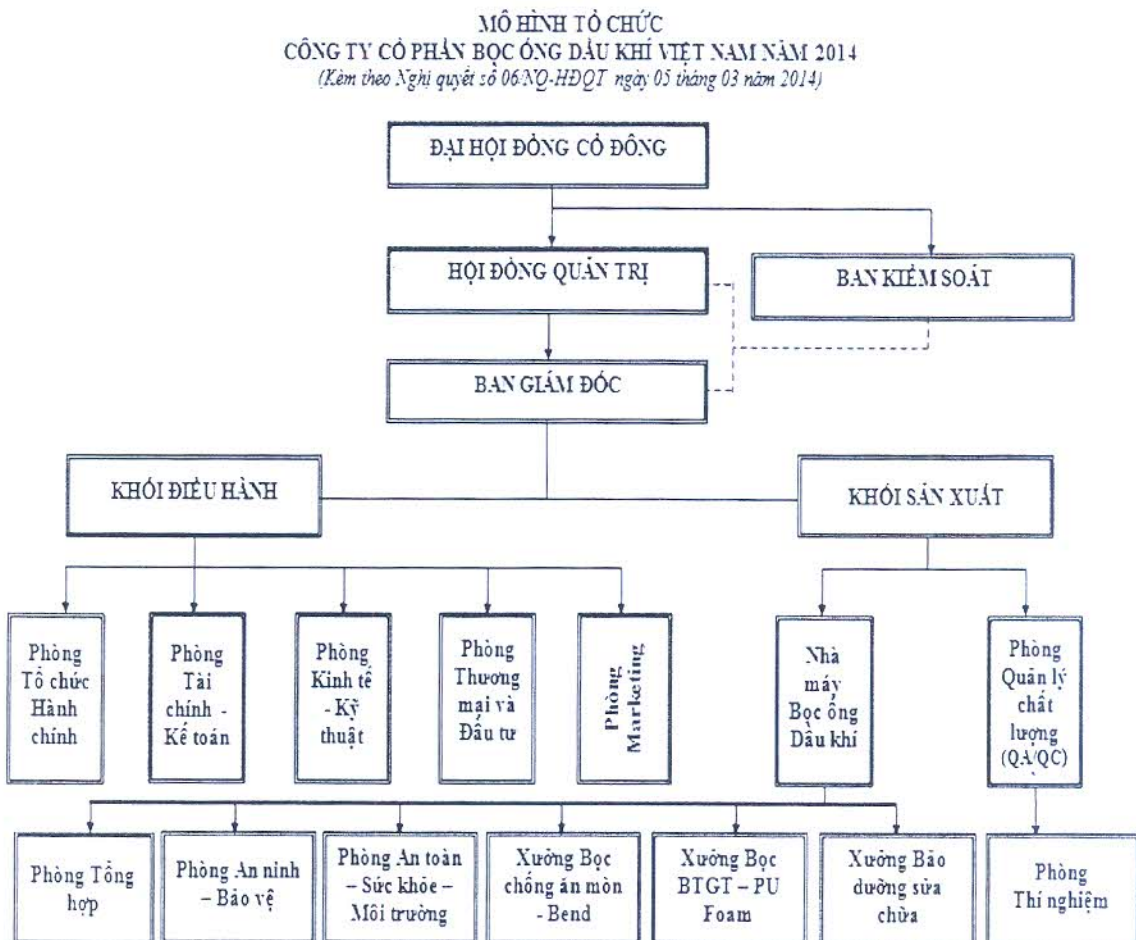 MÔ HÌNH TỔ CHỨC
CÔNG TY CỔ PHẦN BỌC ỐNG DẦU KHÍ VIỆT NAM NĂM 2014
(Kèm theo Nghị quyết số 06/NQ-HĐQT ngày 05 tháng 03 năm 2014)
ĐẠI HỘI ĐỒNG CỔ ĐÔNG
HỘI ĐỒNG QUẢN TRỊ
BAN KIỂM SOÁT
BAN GIÁM ĐỐC
KHỐI ĐIỀU HÀNH
KHỐI SẢN XUẤT
Phòng
Tổ chức
Hành
chính
Phòng
Tài
chính -
Kế toán
Phòng
Kinh tế
- Kỹ
thuật
Phòng
Thương
mại và
Đầu tư
Phòng
Marketing
Nhà
máy
Bọc ống
Dầu khí
Phòng
Quản lý
chất
lượng
(QA/QC)
Phòng Tổng
hợp
Phòng An ninh
– Bảo vệ
Phòng An toàn
– Sức khỏe –
Môi trường
Xưởng Bọc
chống ăn mòn
- Bend
Xưởng Bọc
BTGT – PU
Foam
Xưởng Bảo
dưỡng sửa
chữa
Phòng
Thí nghiệm